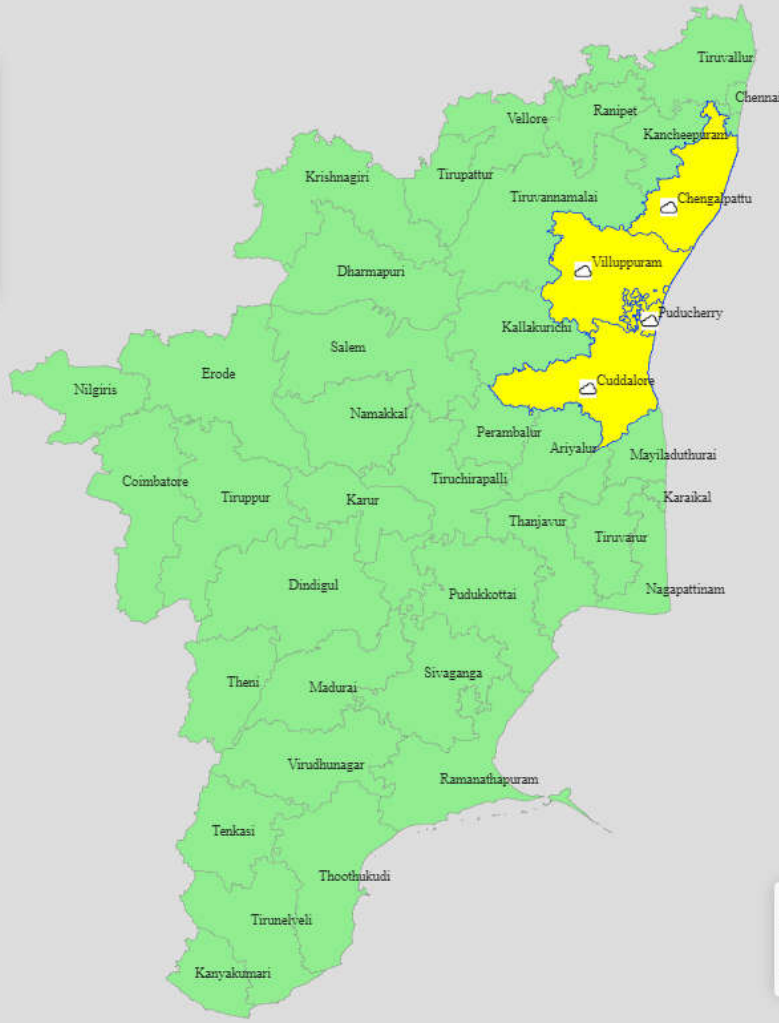 Tiruvallur
Chennai
Ranipet
Vellore
Kancheepuram
Tirupattur
Krishnagiri
Tiruvannamalai
Chengalpattu
Villuppuram
Dharmapuri
Puducherry
Kallakurichi
Salem
Erode
Cuddalore
Nilgiris
Namakkal
Perambalur
Ariyalur
Mayiladuthurai
Tiruchirapalli
Coimbatore
Tiruppur
Karur
Karaikal
Thanjavur
Tiruvarur
Dindigul
Nagapattinam
Pudukkottai
Sivaganga
Theni
Madurai
Virudhunagar
Ramanathapuram
Tenkasi
Thoothukudi
Tirunelveli
Kanyakumari